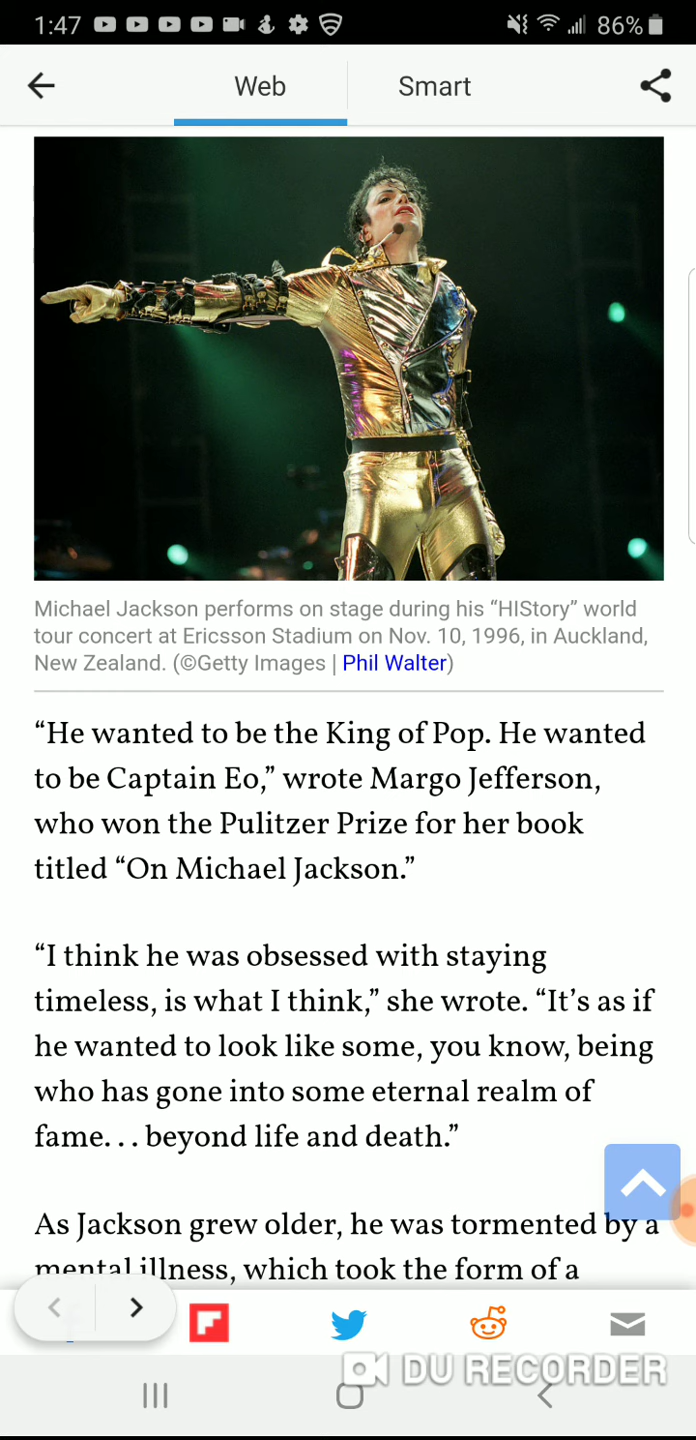 1:47
86%
Web
Smart
Michael Jackson performs on stage during his “HIStory” world
tour concert at Ericsson Stadium on Nov. 10, 1996, in Auckland,
New Zealand. (©Getty Images | Phil Walter)
“He wanted to be the King of Pop. He wanted
to be Captain Eo,” wrote Margo Jefferson,
who won the Pulitzer Prize for her book
titled “On Michael Jackson.”
“I think he was obsessed with staying
timeless, is what I think,” she wrote. “It’s as if
he wanted to look like some, you know, being
who has gone into some eternal realm of
fame. . . beyond life and death.”
As Jackson grew older, he was tormented by a
mental illness, which took the form of a
DU RECORDER